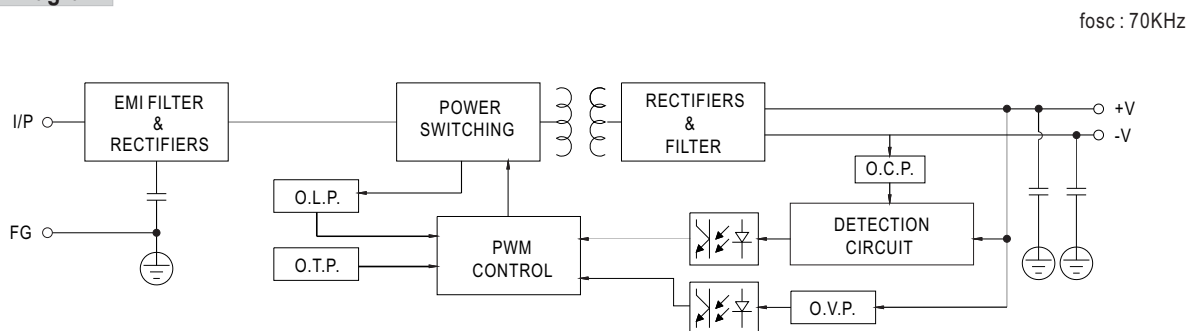 fosc : 70KHz
I/P
EMI FILTER
&
RECTIFIERS
POWER
SWITCHING
RECTIFIERS
&
FILTER
+V
-V
O.C.P.
O.L.P.
DETECTION
CIRCUIT
FG
PWM
CONTROL
O.T.P.
O.V.P.